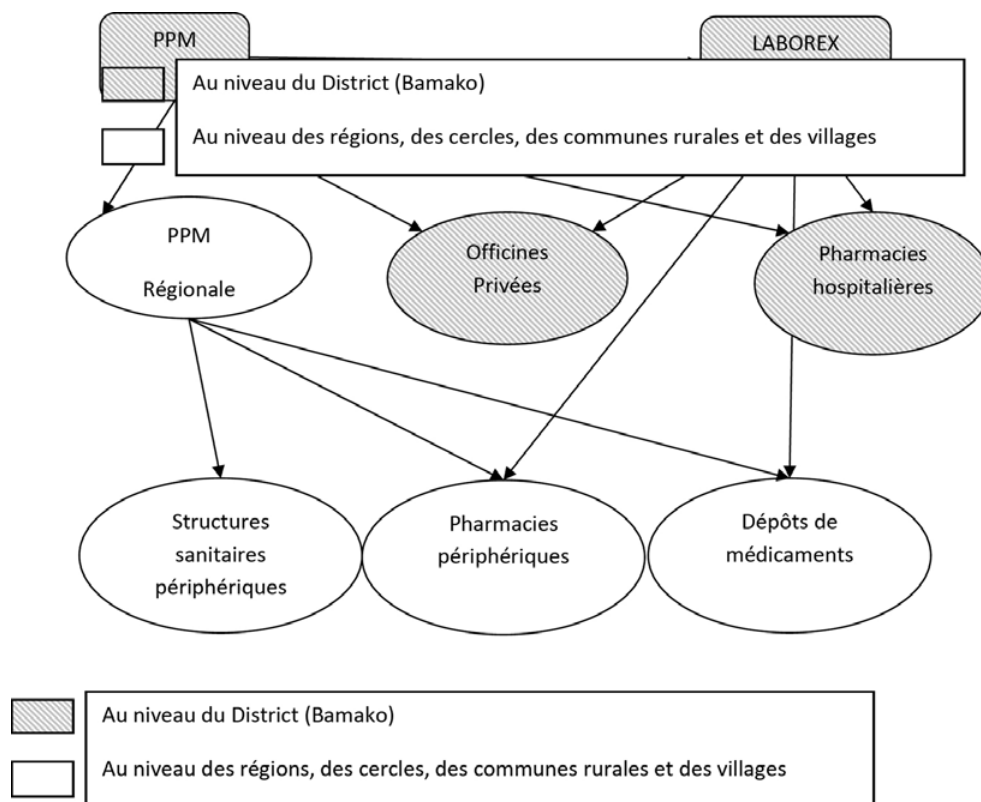 PPM
LABOREX
Au niveau du District (Bamako)
Au niveau des régions, des cercles, des communes rurales et des villages
PPM
Régionale
Officines
Privées
Pharmacies
hospitalières
Structures
sanitaires
périphériques
Pharmacies
périphériques
Dépôts de
médicaments
Au niveau du District (Bamako)
Au niveau des régions, des cercles, des communes rurales et des villages